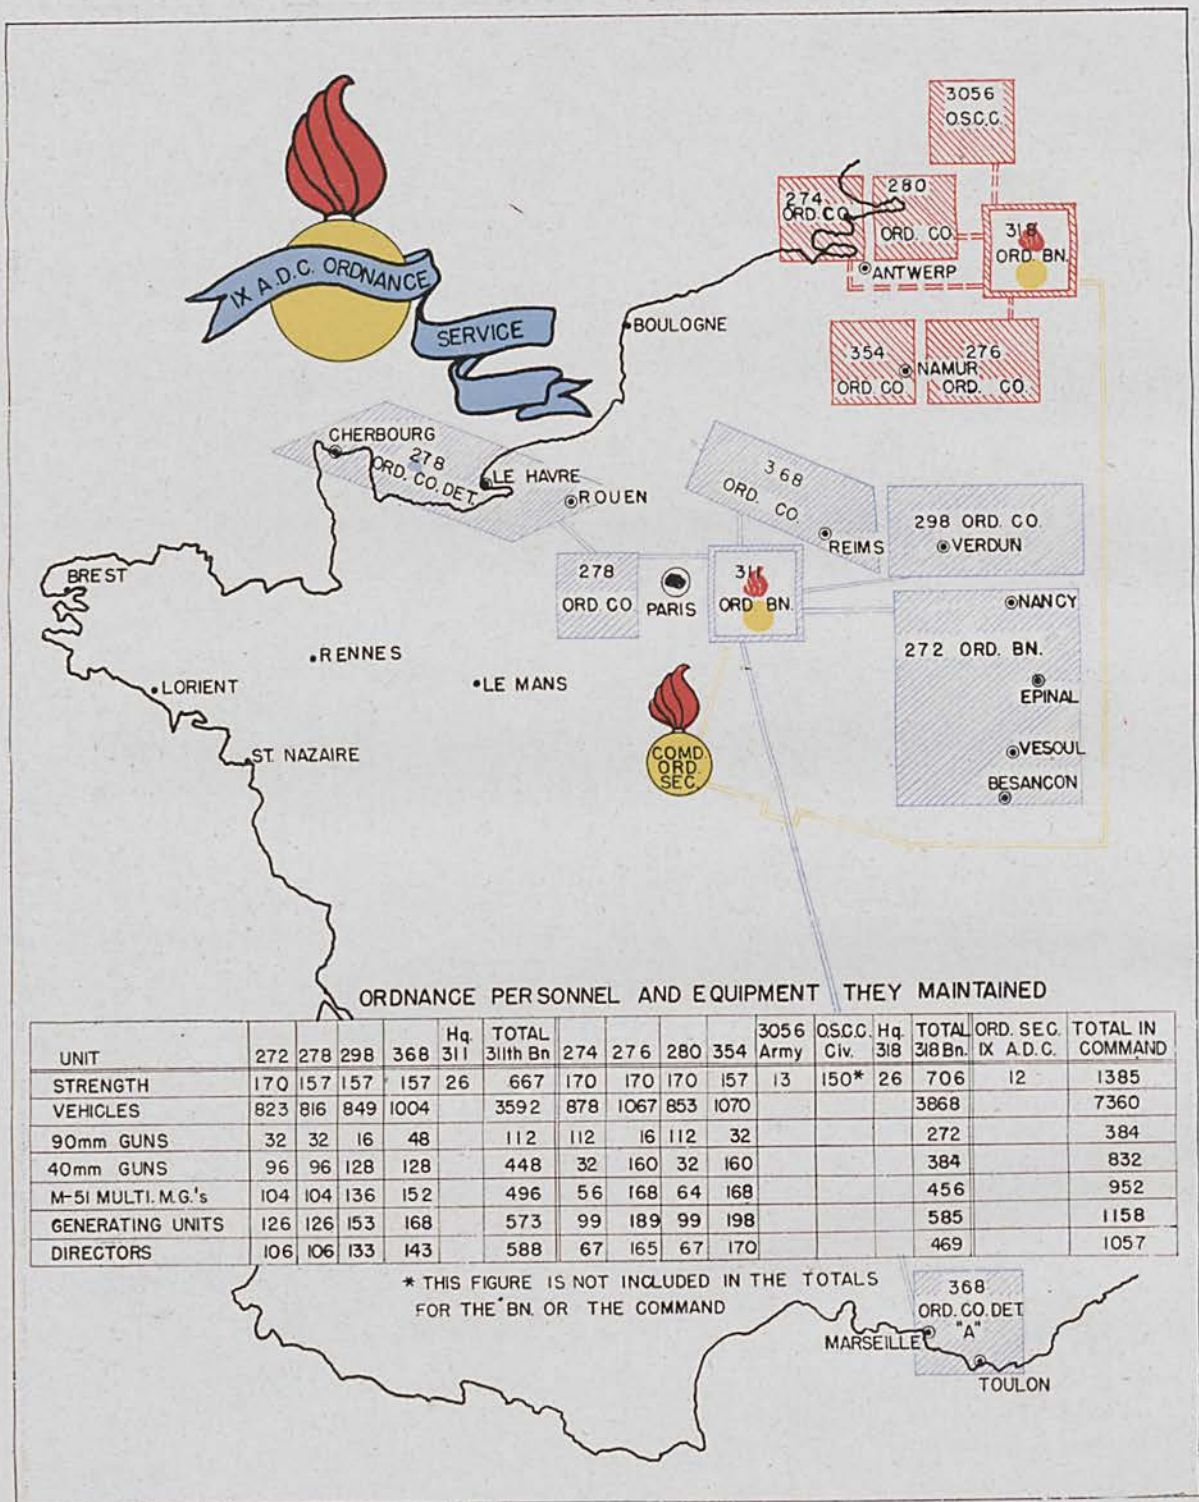 IX A.D.C. ORDNANCE
SERVICE
3056
O.S.C.C.
274
ORD. CO.
280
ORD. CO.
318
ORD BN.
ANTWERP
BOULOGNE
354
ORD. CO.
276
ORD. CO.
NAMUR
CHERBOURG
278
ORD. CO. DET.
LE HAVRE
ROUEN
368
ORD. CO.
REIMS
298 ORD. CO.
VERDUN
BREST
278
ORD. CO
PARIS
311
ORD BN.
NANCY
272 ORD. BN.
EPINAL
VESOUL
BESANCON
RENNES
LORIENT
LE MANS
ST. NAZAIRE
COMD.
ORD.
SEC.
ORDNANCE PERSONNEL AND EQUIPMENT THEY MAINTAINED
UNIT 272 278 298 368 Hq. 311 TOTAL 311th Bn 274 276 280 354 3056 Army O.S.C.C. Civ. Hq. 318 TOTAL 318 Bn. ORD. SEC. IX A.D.C. TOTAL IN COMMAND
STRENGTH 170 157 157 157 26 667 170 170 170 157 13 150* 26 706 12 1385
VEHICLES 823 816 849 1004 3592 878 1067 853 1070 3868 7360
90mm GUNS 32 32 16 48 112 112 16 112 32 272 384
40mm GUNS 96 96 128 128 448 32 160 32 160 384 832
M-51 MULTI. M.G.'s 104 104 136 152 496 56 168 64 168 456 952
GENERATING UNITS 126 126 153 168 573 99 189 99 198 585 1158
DIRECTORS 106 106 133 143 588 67 165 67 170 469 1057
* THIS FIGURE IS NOT INCLUDED IN THE TOTALS
FOR THE BN. OR THE COMMAND
368
ORD. CO. DET.
"A"
MARSEILLE
TOULON